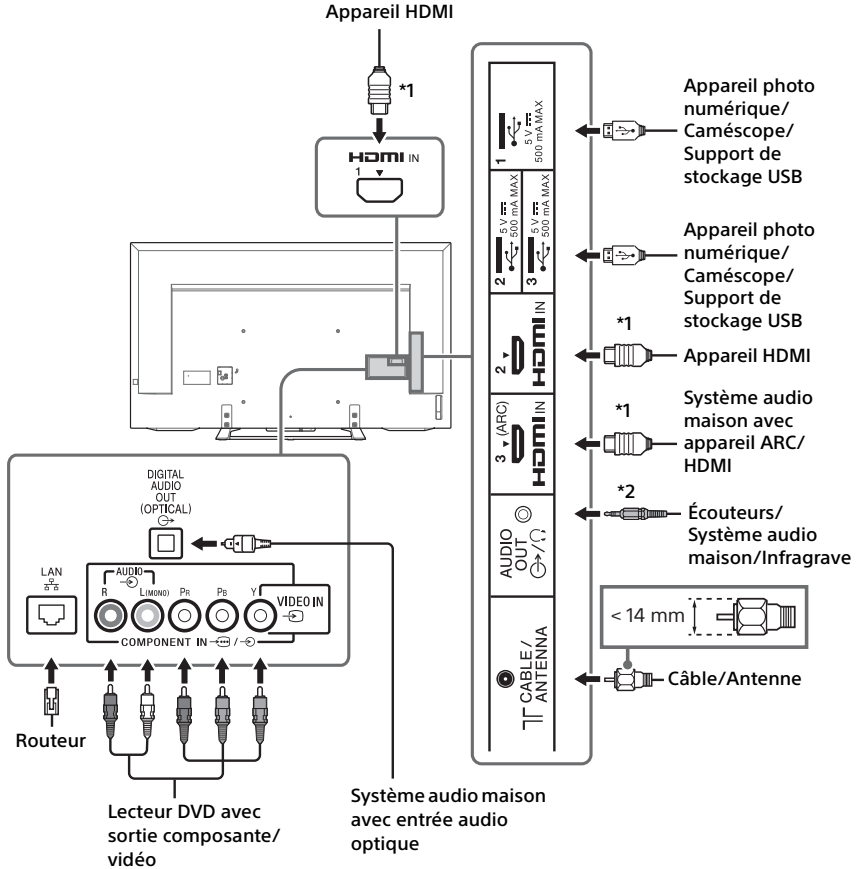 Appareil HDMI
*1
HDMI IN
1
1
5 V
500 mA MAX
Appareil photo
numérique/
Caméscope/
Support de
stockage USB
2
5 V
500 mA MAX
3
5 V
500 mA MAX
Appareil photo
numérique/
Caméscope/
Support de
stockage USB
2
HDMI IN
*1
Appareil HDMI
3 (ARC)
HDMI IN
*1
Système audio
maison avec
appareil ARC/
HDMI
AUDIO
OUT
/
*2
Écouteurs/
Système audio
maison/Infragrave
< 14 mm
CABLE /
ANTENNA
Câble/Antenne
DIGITAL
AUDIO
OUT
(OPTICAL)
LAN
AUDIO
R L(MONO) PR PB Y
VIDEO IN
COMPONENT IN /
Routeur
Lecteur DVD avec
sortie composante/
vidéo
Système audio maison
avec entrée audio
optique